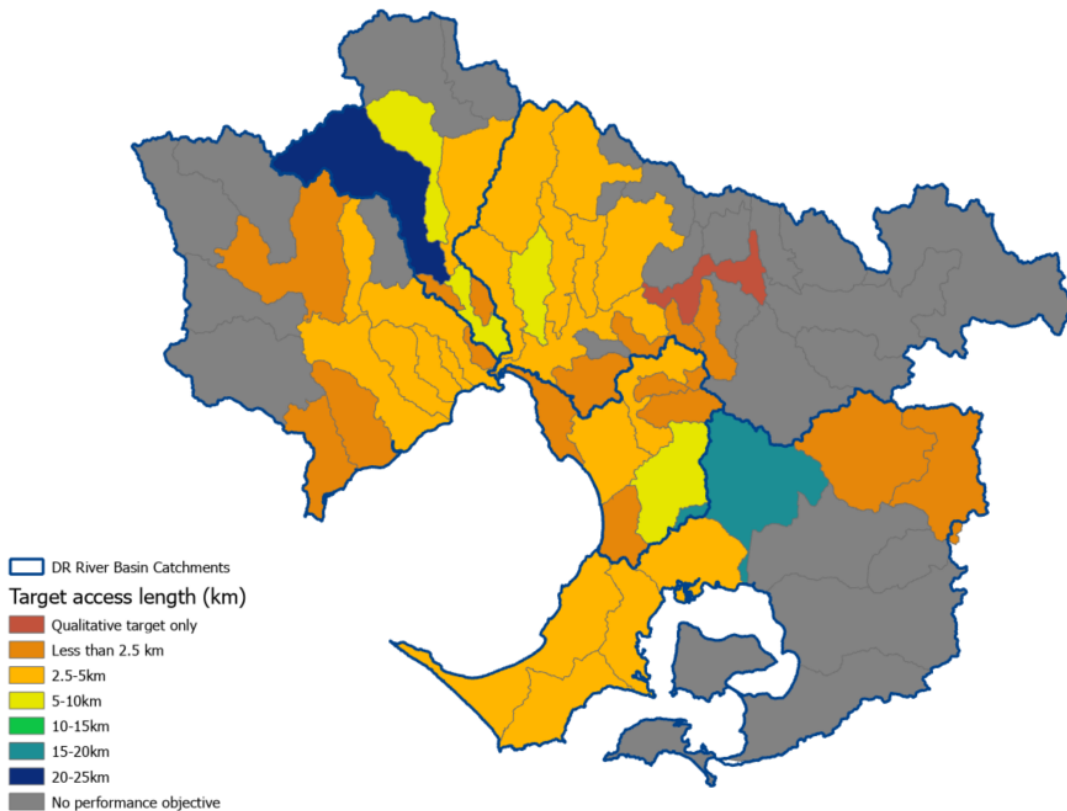 DR River Basin Catchments
Target access length (km)
Qualitative target only
Less than 2.5 km
2.5-5km
5-10km
10-15km
15-20km
20-25km
No performance objective